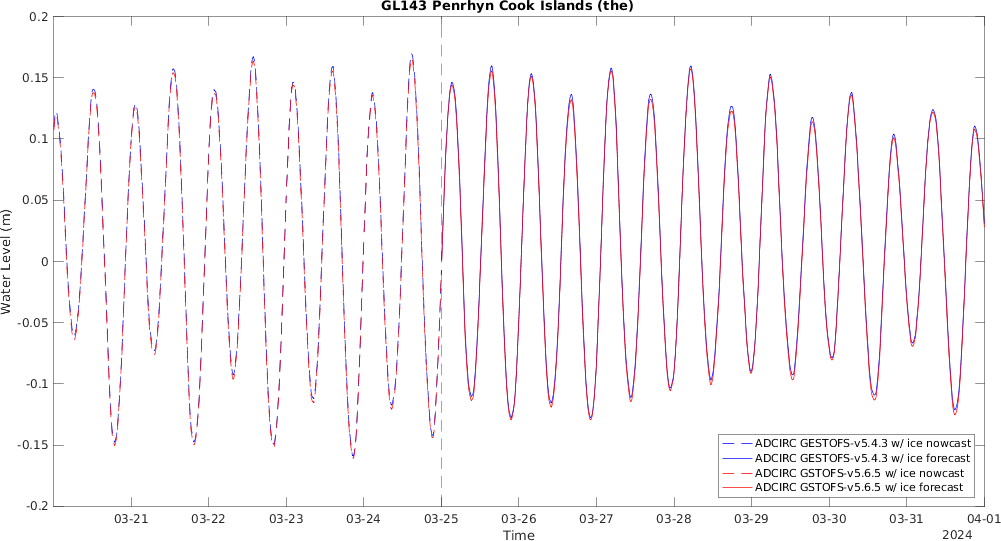 GL143 Penrhyn Cook Islands (the)
0.2
0.15
0.1
0.05
0
-0.05
-0.1
-0.15
-0.2
Water Level (m)
ADCIRC GESTOFS-v5.4.3 w/ ice nowcast
ADCIRC GESTOFS-v5.4.3 w/ ice forecast
ADCIRC GSTOFS-v5.6.5 w/ ice nowcast
ADCIRC GSTOFS-v5.6.5 w/ ice forecast
03-21 03-22 03-23 03-24 03-25 03-26 03-27 03-28 03-29 03-30 03-31 04-01
Time
2024